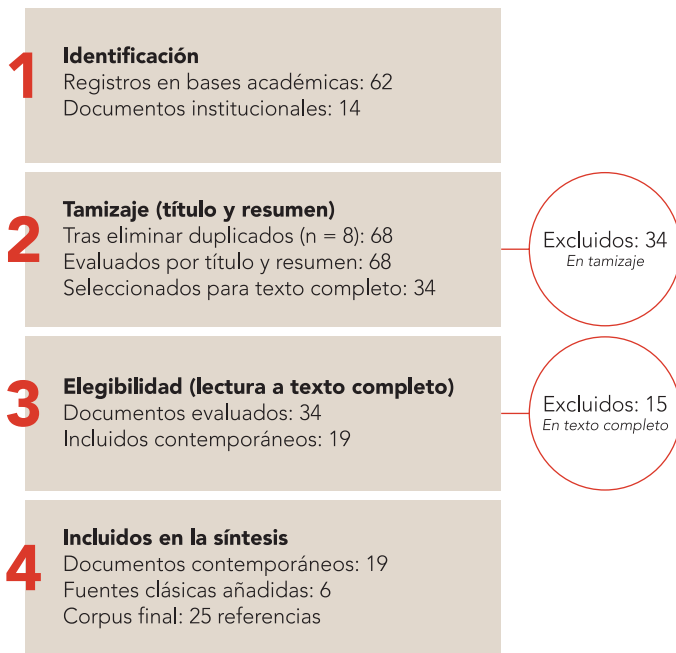 1
Identificación
Registros en bases académicas: 62
Documentos institucionales: 14
2
Tamizaje (título y resumen)
Tras eliminar duplicados (n = 8): 68
Evaluados por título y resumen: 68
Seleccionados para texto completo: 34
Excluidos: 34
En tamizaje
3
Elegibilidad (lectura a texto completo)
Documentos evaluados: 34
Incluidos contemporáneos: 19
Excluidos: 15
En texto completo
4
Incluidos en la síntesis
Documentos contemporáneos: 19
Fuentes clásicas añadidas: 6
Corpus final: 25 referencias